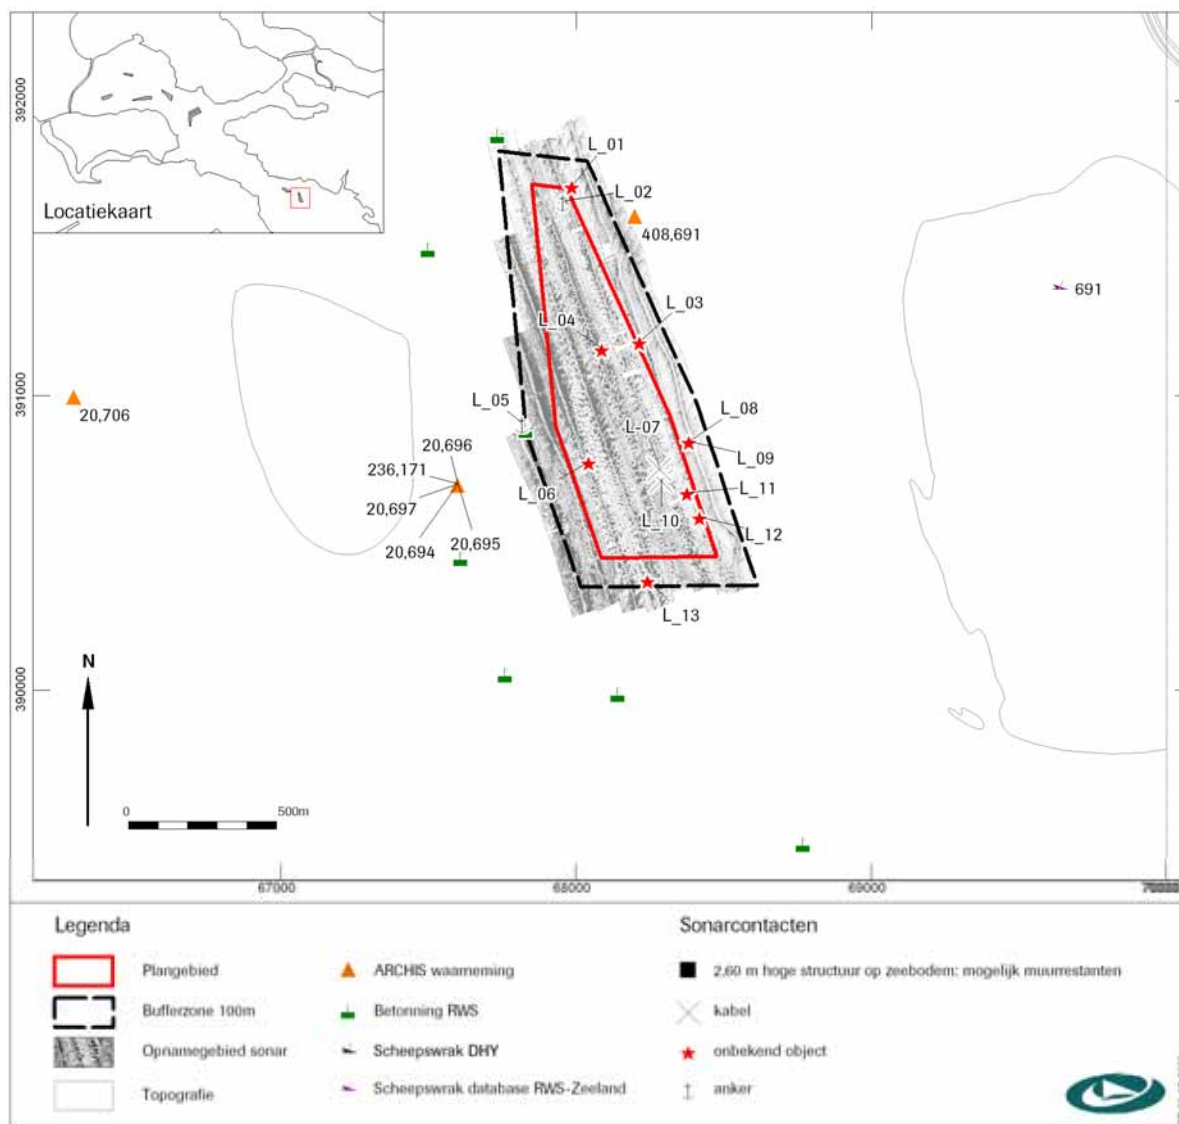 392000
391000
390000
Locatiekaart
L_01
L_02
408,691
691
L_03
L_04
20,706
L_05
L_08
L-07
L_09
20,696
236,171
L_11
L_06
20,697
L_10
L_12
20,694
20,695
L_13
N
0
500m
67000
68000
69000
Legenda
Sonarcontacten
Plangebied
ARCHIS waarneming
2,60 m hoge structuur op zeebodem: mogelijk muurrestanten
Bufferzone 100m
Betonning RWS
kabel
Opnamegebied sonar
Scheepswrak DHY
onbekend object
Topografie
Scheepswrak database RWS-Zeeland
anker